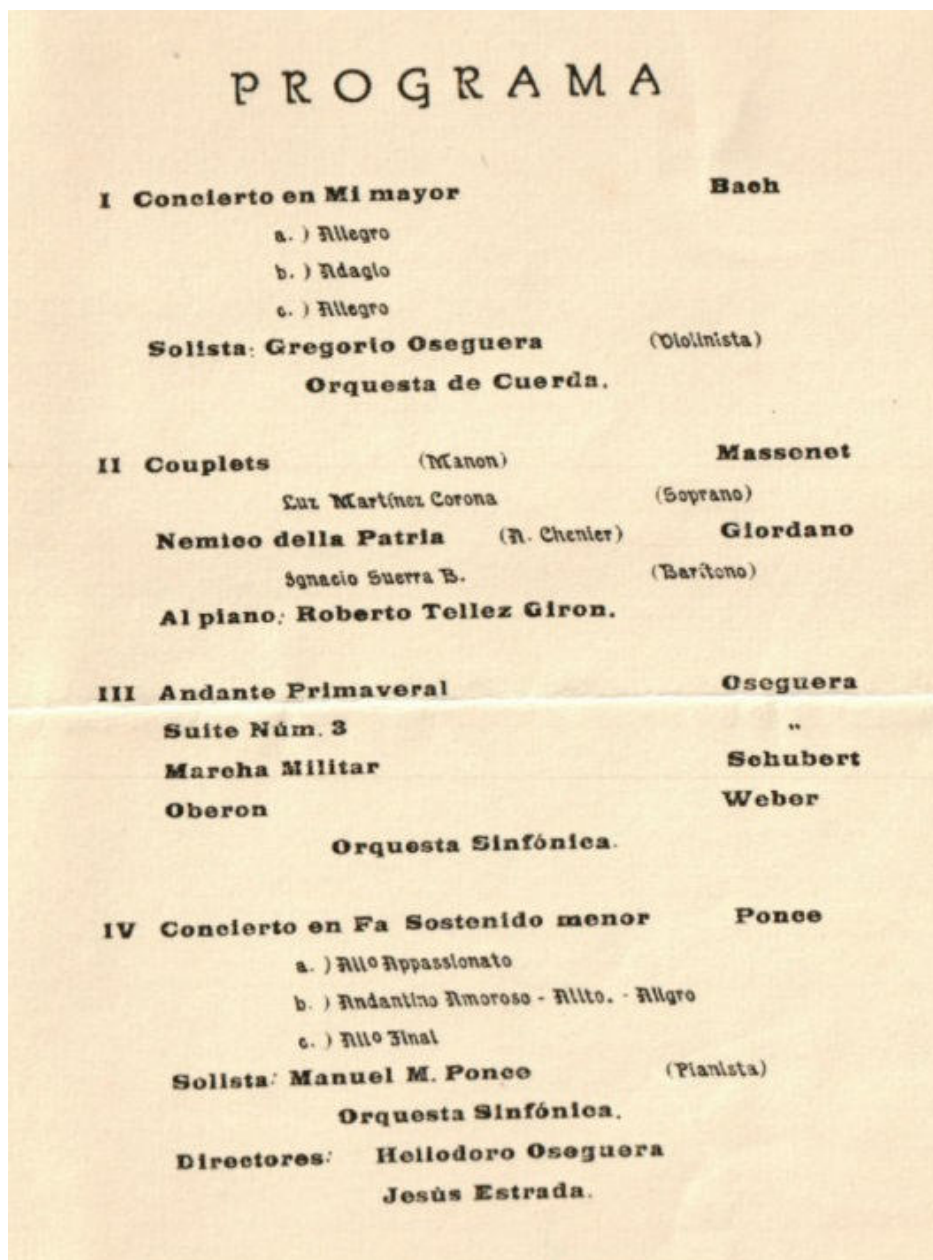 PROGRAMA
I Concierto en Mi mayor Bach
a. ) Allegro
b. ) Adagio
c. ) Allegro
Solista: Gregorio Oseguera (Violinista)
Orquesta de Cuerda.
II Couplets (Manon) Massenet
Luz Martínez Corona (Soprano)
Nemico della Patria (A. Chenier) Giordano
Ignacio Guerra B. (Barítono)
Al piano: Roberto Tellez Giron.
III Andante Primaveral Oseguera
Suite Núm. 3 "
Marcha Militar Schubert
Oberon Weber
Orquesta Sinfónica.
IV Concierto en Fa Sostenido menor Ponce
a. ) Allº Appassionato
b. ) Andantino Amoroso - Allto. - Allgro
c. ) Allº Final
Solista: Manuel M. Ponce (Pianista)
Orquesta Sinfónica.
Directores: Heliodoro Oseguera
Jesús Estrada.